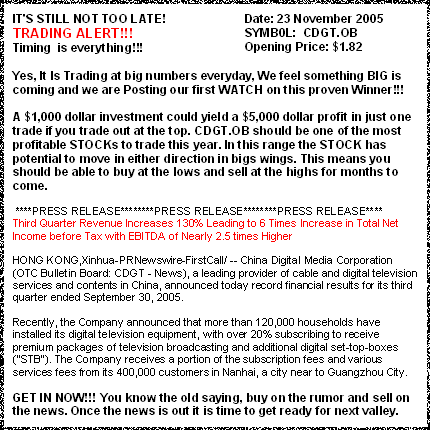 IT'S STILL NOT TOO LATE!
TRADING ALERT!!!
Timing is everything!!!
Date: 23 November 2005
SYMB0L: CDGT.OB
Opening Price: $1.82
Yes, It Is Trading at big numbers everyday, We feel something BIG is
coming and we are Posting our first WATCH on this proven Winner!!!
A $1,000 dollar investment could yield a $5,000 dollar profit in just one
trade if you trade out at the top. CDGT.OB should be one of the most
profitable STOCKs to trade this year. In this range the STOCK has
potential to move in either direction in bigs wings. This means you
should be able to buy at the lows and sell at the highs for months to
come.
****PRESS RELEASE********PRESS RELEASE********PRESS RELEASE****
Third Quarter Revenue Increases 130% Leading to 6 Times Increase in Total Net
Income before Tax with EBITDA of Nearly 2.5 times Higher
HONG KONG,Xinhua-PRNewswire-FirstCall/ -- China Digital Media Corporation
(OTC Bulletin Board: CDGT - News), a leading provider of cable and digital television
services and contents in China, announced today record financial results for its third
quarter ended September 30, 2005.
Recently, the Company announced that more than 120,000 households have
installed its digital television equipment, with over 20% subscribing to receive
premium packages of television broadcasting and additional digital set-top-boxes
("STB"). The Company receives a portion of the subscription fees and various
services fees from its 400,000 customers in Nanhai, a city near to Guangzhou City.
GET IN NOW!!! You know the old saying, buy on the rumor and sell on
the news. Once the news is out it is time to get ready for next valley.